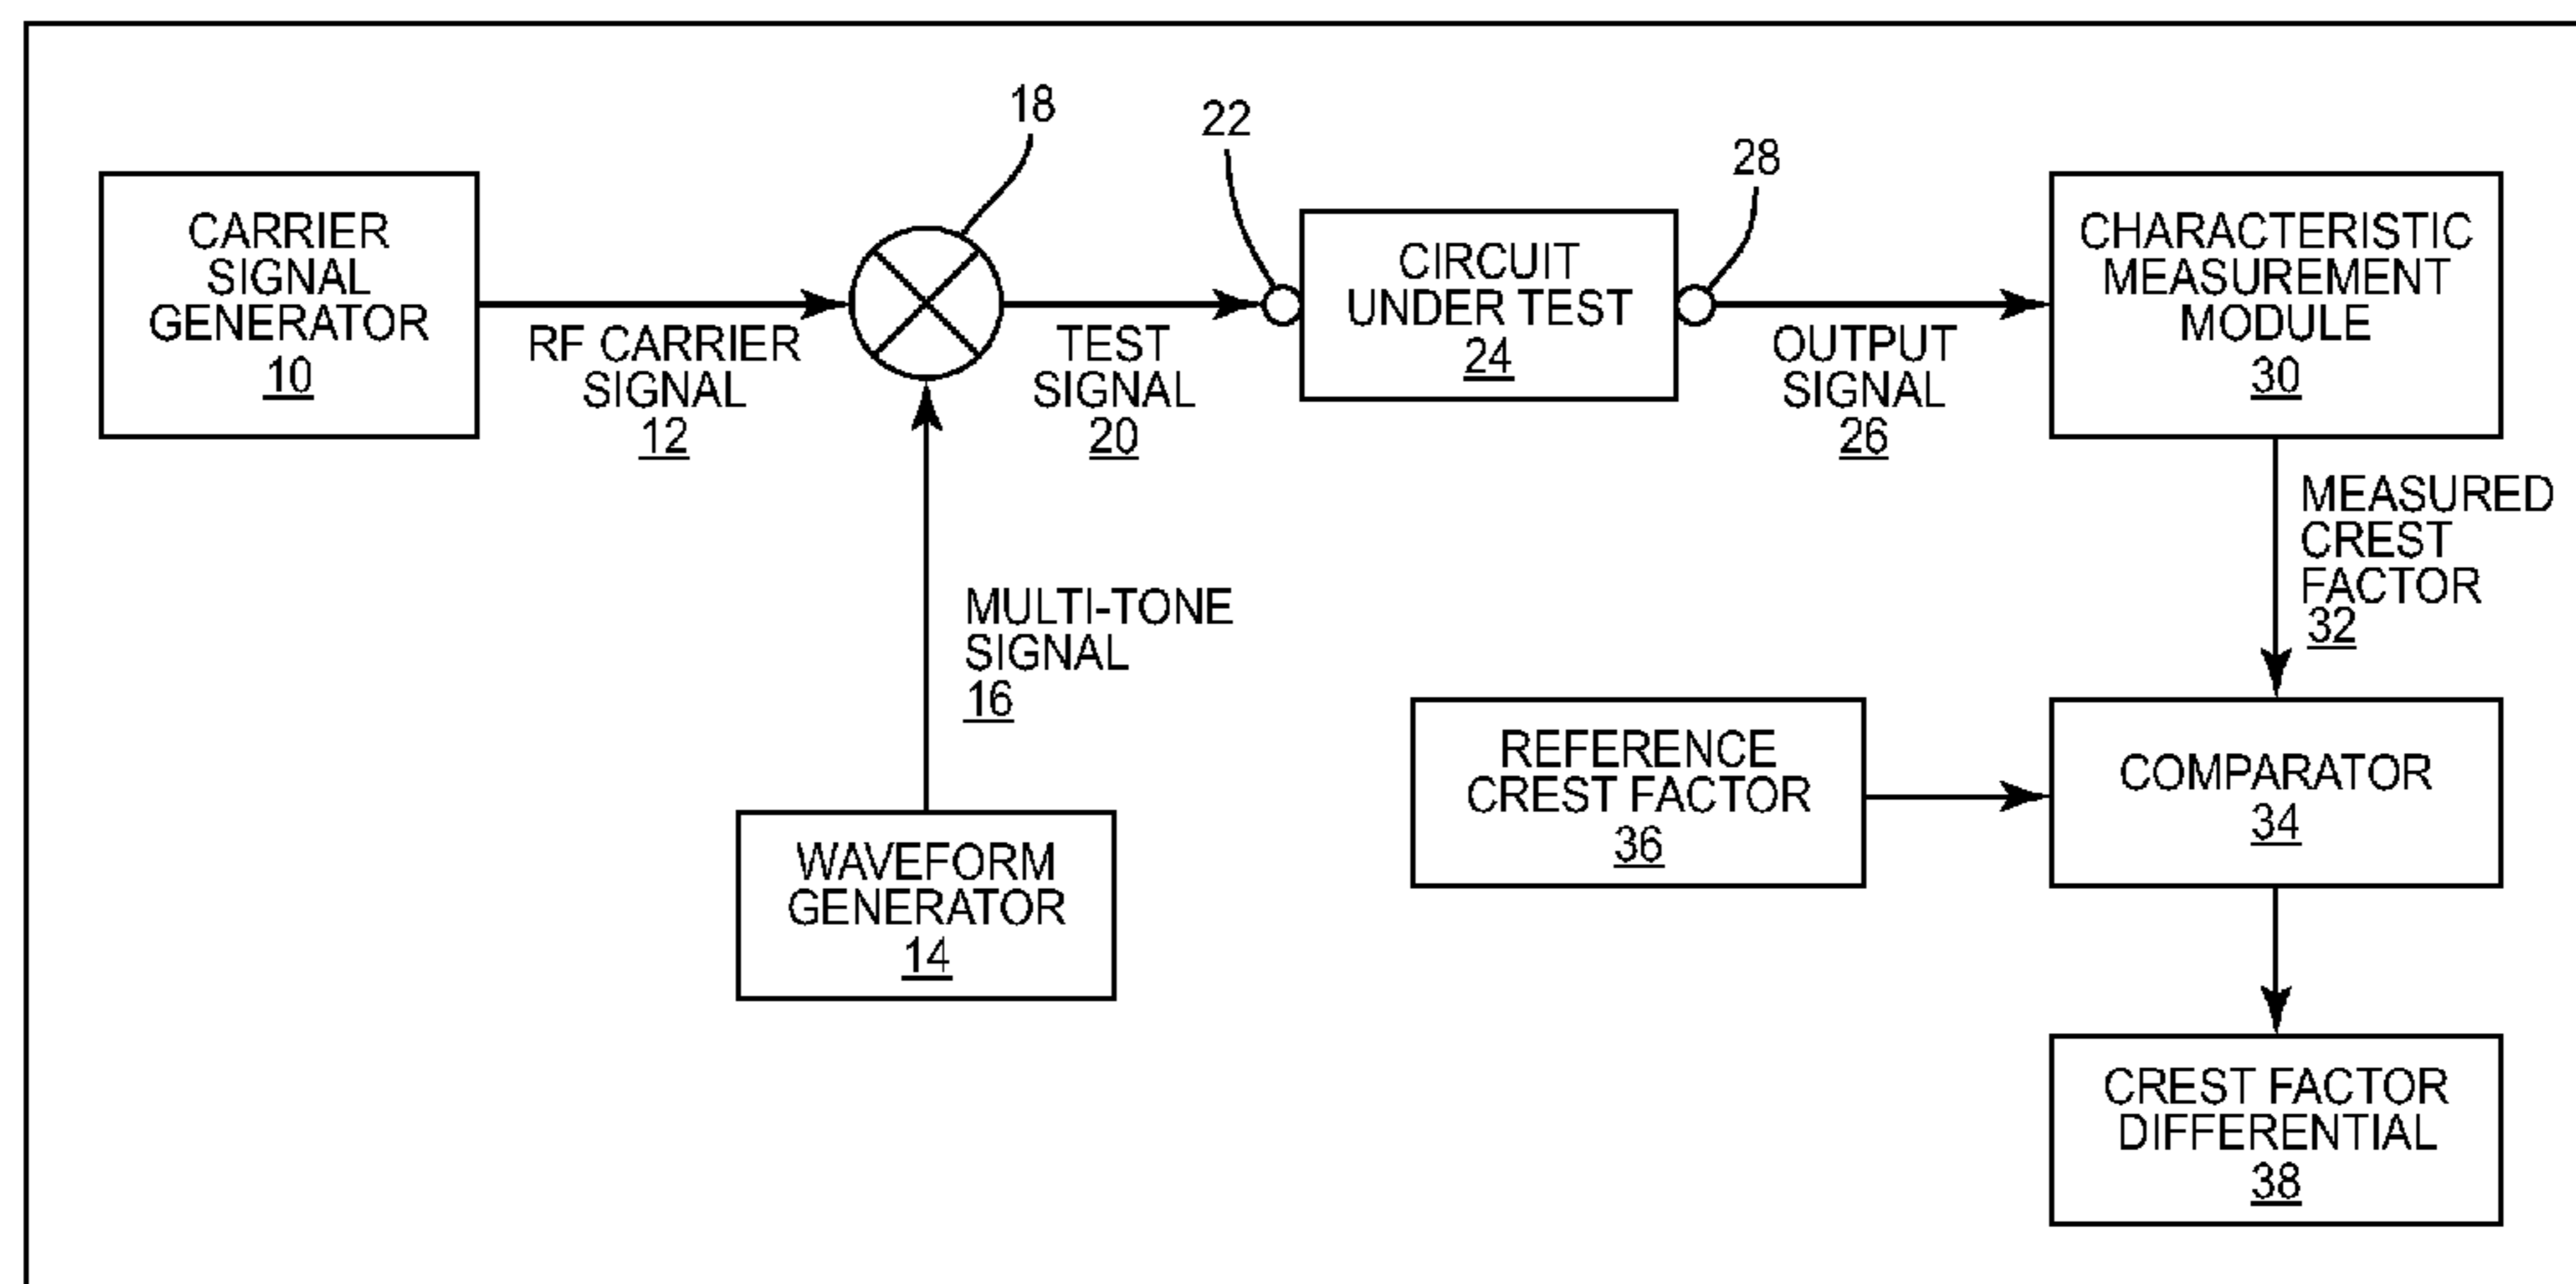 18
22
28
CARRIER
SIGNAL
GENERATOR
10
RF CARRIER
SIGNAL
12
TEST
SIGNAL
20
CIRCUIT
UNDER TEST
24
OUTPUT
SIGNAL
26
CHARACTERISTIC
MEASUREMENT
MODULE
30
MEASURED
CREST
FACTOR
32
MULTI-TONE
SIGNAL
16
WAVEFORM
GENERATOR
14
REFERENCE
CREST FACTOR
36
COMPARATOR
34
CREST FACTOR
DIFFERENTIAL
38